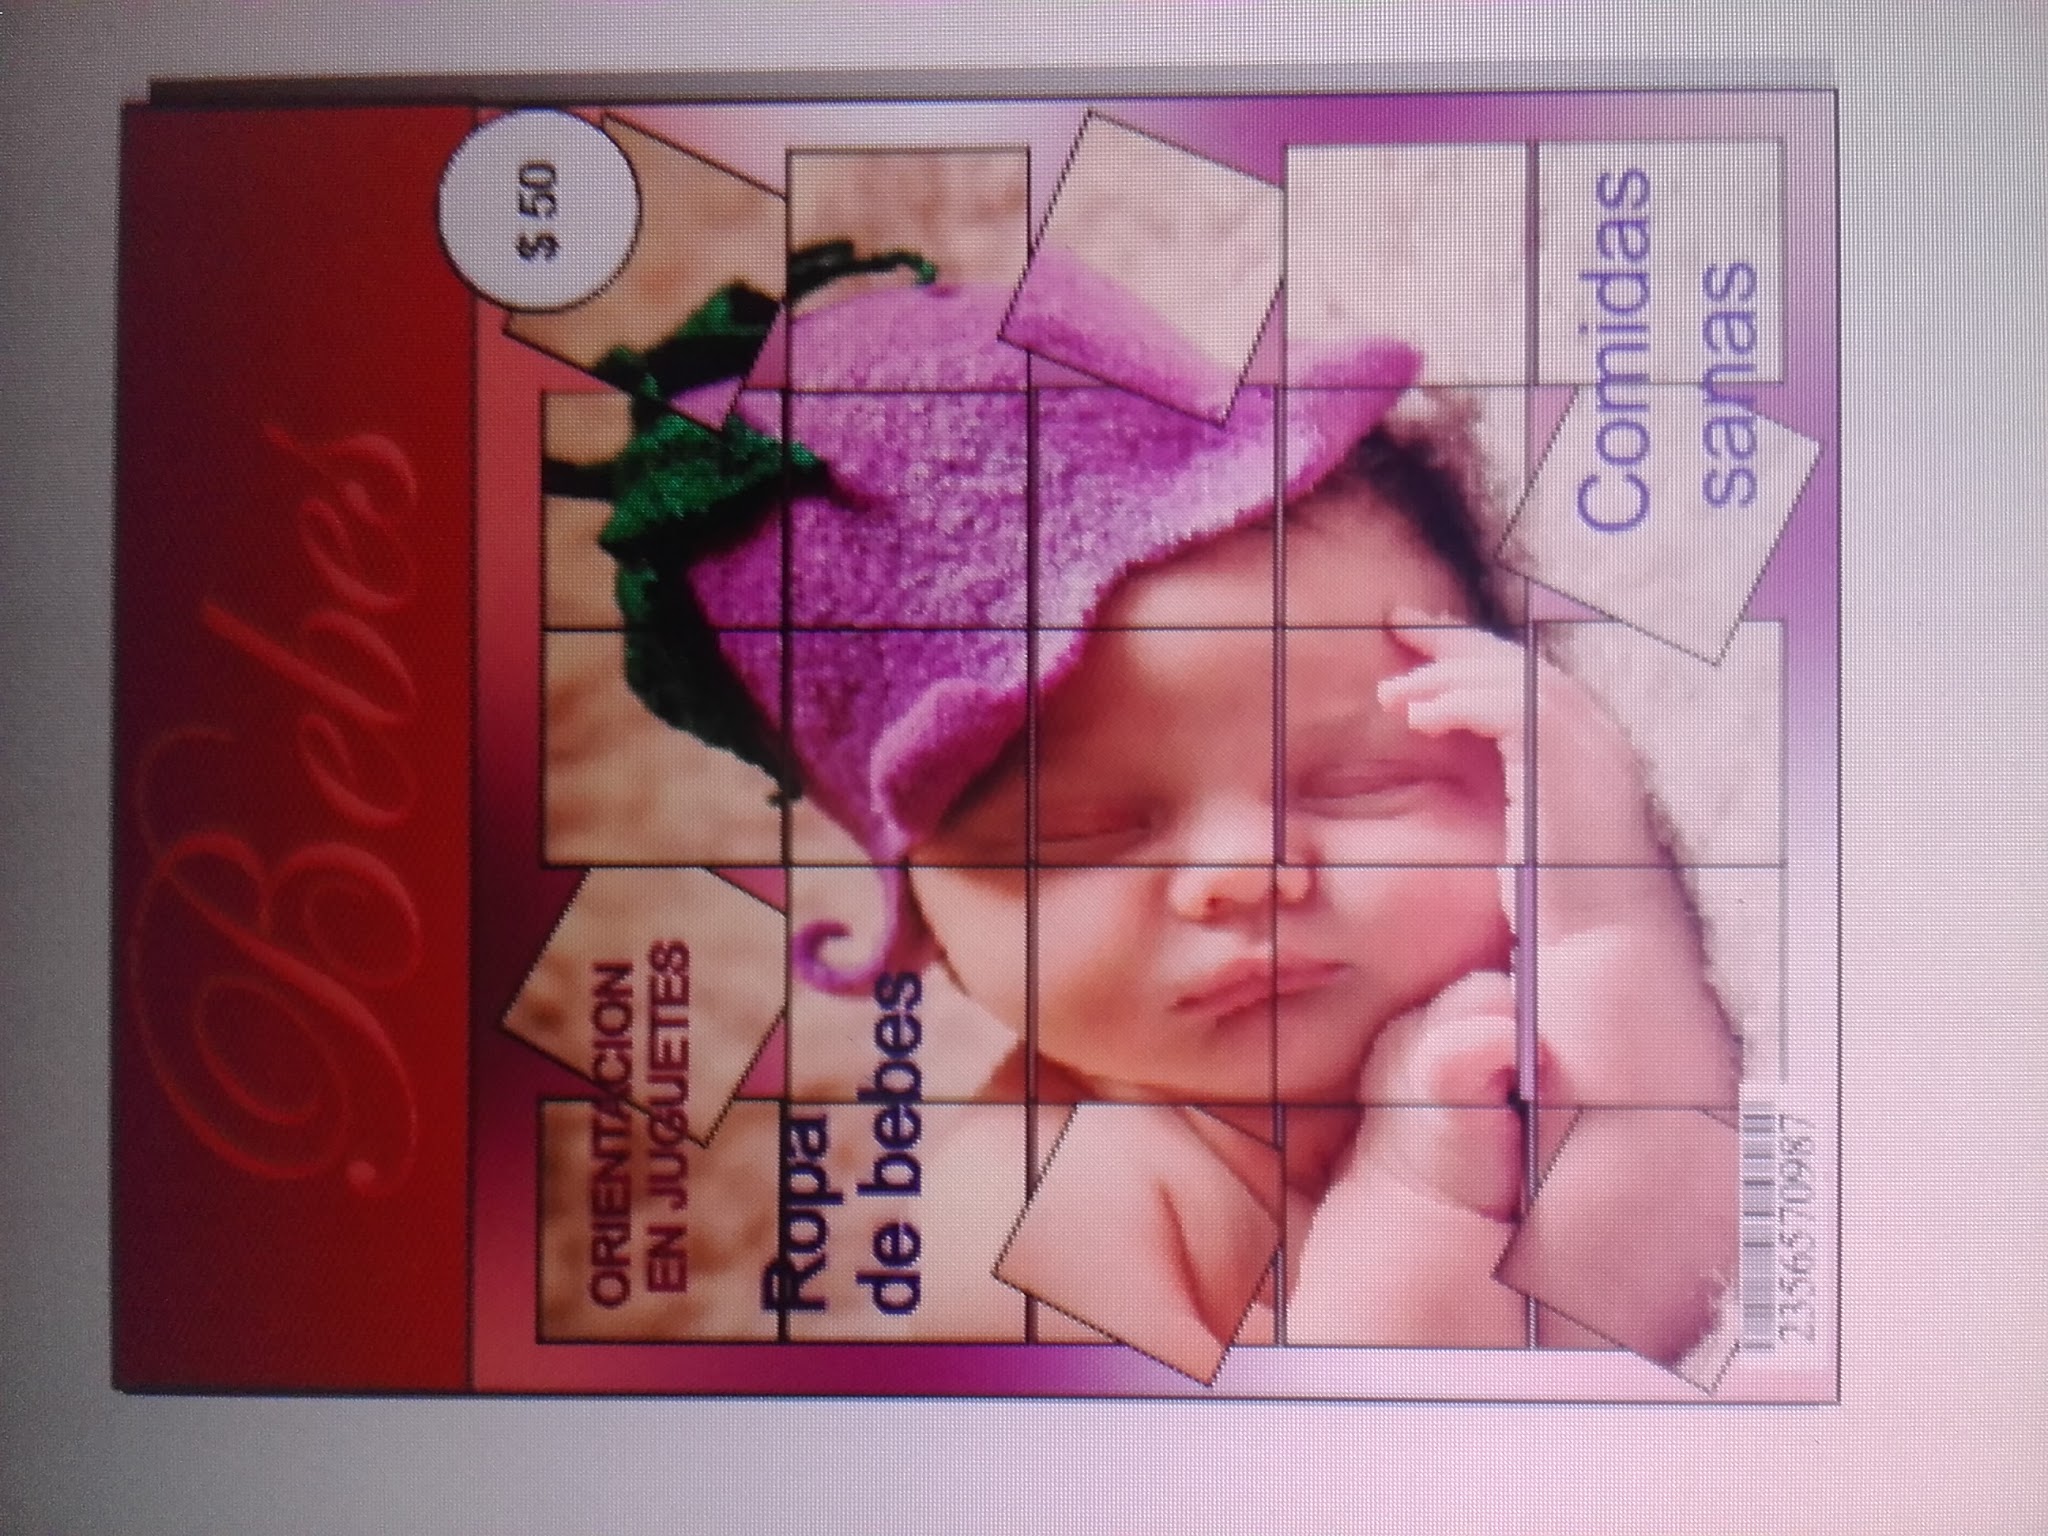 Bebes
$ 50
ORIENTACION
EN JUGUETES
Ropa
de bebes
Comidas
sanas
2356570987